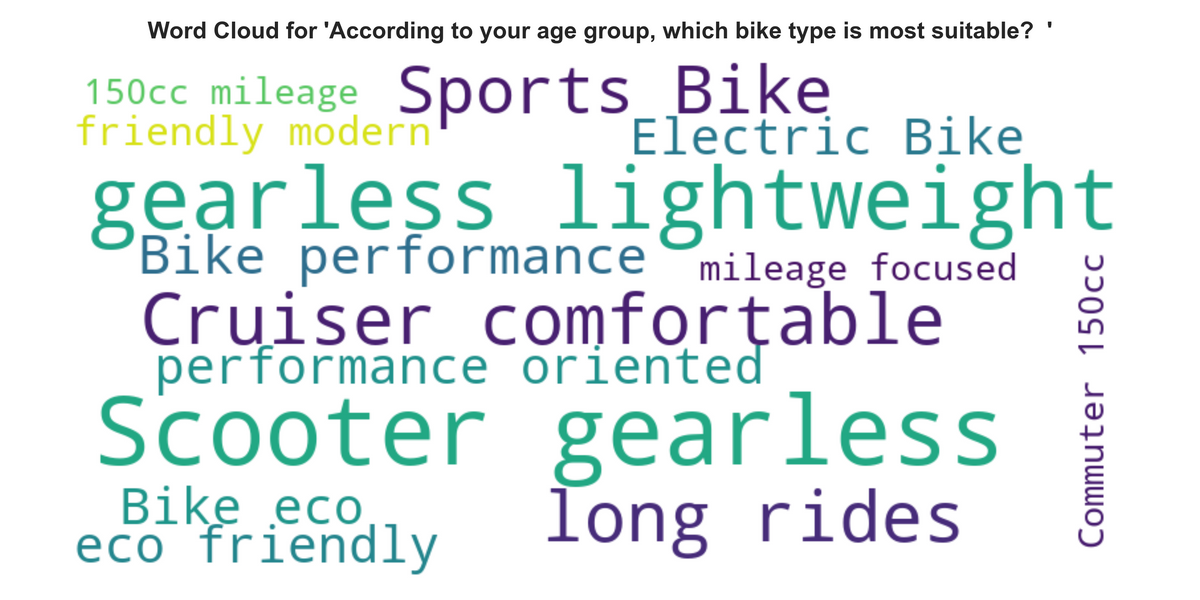 Word Cloud for 'According to your age group, which bike type is most suitable?  '
150cc mileage
Sports Bike
friendly modern
Electric Bike
gearless lightweight
Bike performance
mileage focused
Cruiser comfortable
performance oriented
Commuter 150cc
Scooter gearless
Bike eco
long rides
eco friendly